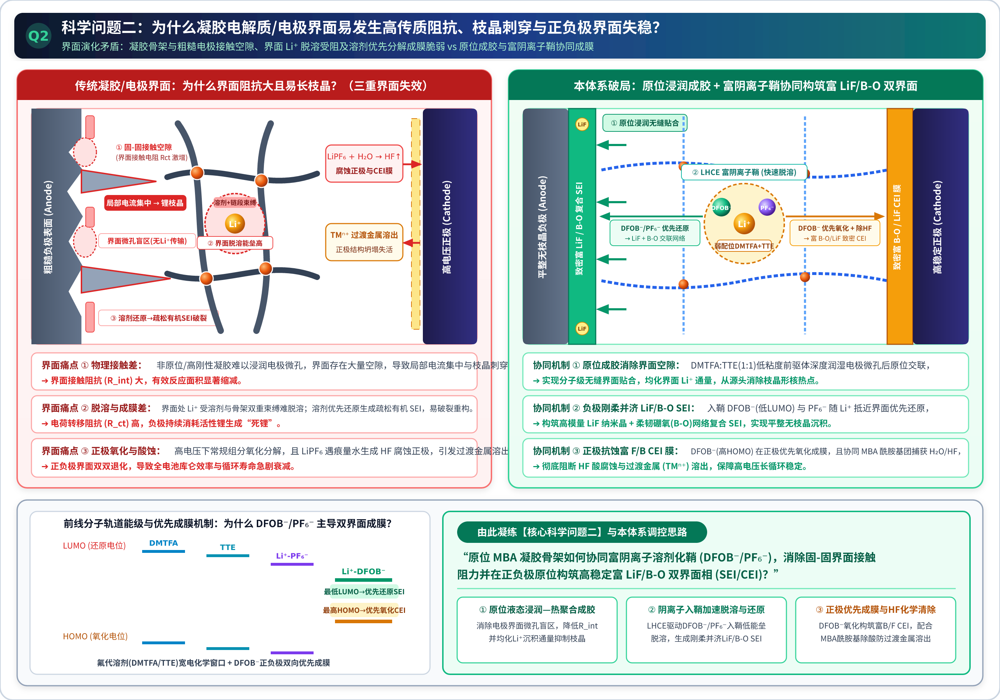 Q2
科学问题二：为什么凝胶电解质/电极界面易发生高传质阻抗、枝晶刺穿与正负极界面失稳？
界面演化矛盾：凝胶骨架与粗糙电极接触空隙、界面 Li⁺ 脱溶受阻及溶剂优先分解成膜脆弱 vs 原位成胶与富阴离子鞘协同成膜
传统凝胶/电极界面：为什么界面阻抗大且易长枝晶？（三重界面失效）
粗糙负极表面 (Anode)
① 固-固接触空隙
(界面接触电阻 Rct 激增)
局部电流集中 → 锂枝晶
界面微孔盲区(无Li⁺传输)
③ 溶剂还原→疏松有机SEI破裂
溶剂+链段束缚
Li⁺
② 界面脱溶能垒高
LiPF₆ + H₂O → HF↑
腐蚀正极与CEI膜
TMⁿ⁺ 过渡金属溶出
正极结构坍塌失活
高电压正极 (Cathode)
界面痛点 ① 物理接触差： 非原位/高刚性凝胶难以浸润电极微孔，界面存在大量空隙，导致局部电流集中与枝晶刺穿
➔ 界面接触阻抗 (R_int) 大，有效反应面积显著缩减。
界面痛点 ② 脱溶与成膜差： 界面处 Li⁺ 受溶剂与骨架双重束缚难脱溶；溶剂优先还原生成疏松有机 SEI，易破裂重构。
➔ 电荷转移阻抗 (R_ct) 高，负极持续消耗活性锂生成“死锂”。
界面痛点 ③ 正极氧化与酸蚀： 高电压下常规组分氧化分解，且 LiPF₆ 遇痕量水生成 HF 腐蚀正极，引发过渡金属溶出
➔ 正负极界面双双退化，导致全电池库仑效率与循环寿命急剧衰减。
本体系破局：原位浸润成胶 + 富阴离子鞘协同构筑富 LiF/B-O 双界面
平整无枝晶负极 (Anode)
LiF
致密富 LiF / B-O 复合 SEI
LiF
① 原位浸润无缝贴合
② LHCE 富阴离子鞘 (快速脱溶)
DFOB⁻
PF₆⁻
Li⁺
弱配位DMTFA+TTE
DFOB⁻/PF₆⁻ 优先还原
→ LiF + B-O 交联网络
DFOB⁻ 优先氧化 + 除HF
→ 富 B-O/LiF 致密 CEI
致密富 B-O / LiF CEI 膜
高稳定正极 (Cathode)
协同机制 ① 原位成胶消除界面空隙： DMTFA:TTE(1:1)低粘度前驱体深度润湿电极微孔后原位交联，
➔ 实现分子级无缝界面贴合，均化界面 Li⁺ 通量，从源头消除枝晶形核热点。
协同机制 ② 负极刚柔并济 LiF/B-O SEI： 入鞘 DFOB⁻(低LUMO) 与 PF₆⁻ 随 Li⁺ 抵近界面优先还原，
➔ 构筑高模量 LiF 纳米晶 + 柔韧硼氧(B-O)网络复合 SEI，实现平整无枝晶沉积。
协同机制 ③ 正极抗蚀富 F/B CEI 膜： DFOB⁻(高HOMO) 在正极优先氧化成膜，且协同 MBA 酰胺基团捕获 H₂O/HF，
➔ 彻底阻断 HF 酸腐蚀与过渡金属 (TMⁿ⁺) 溶出，保障高电压长循环稳定。
前线分子轨道能级与优先成膜机制：为什么 DFOB⁻/PF₆⁻ 主导双界面成膜？
LUMO (还原电位)
DMTFA
TTE
Li⁺-PF₆⁻
Li⁺-DFOB⁻
最低LUMO→优先还原SEI
最高HOMO→优先氧化CEI
HOMO (氧化电位)
氟代溶剂(DMTFA/TTE)宽电化学窗口 + DFOB⁻正负极双向优先成膜
由此凝练【核心科学问题二】与本体系调控思路
“原位 MBA 凝胶骨架如何协同富阴离子溶剂化鞘 (DFOB⁻/PF₆⁻)，消除固-固界面接触
阻力并在正负极原位构筑高稳定富 LiF/B-O 双界面相 (SEI/CEI)？”
① 原位液态浸润—热聚合成胶
消除电极界面微孔盲区，降低R_int
并均化Li⁺沉积通量抑制枝晶
② 阴离子入鞘加速脱溶与还原
LHCE驱动DFOB⁻/PF₆⁻入鞘低能垒
脱溶，生成刚柔并济LiF/B-O SEI
③ 正极优先成膜与HF化学清除
DFOB⁻氧化构筑富B/F CEI，配合
MBA酰胺基除酸防过渡金属溶出